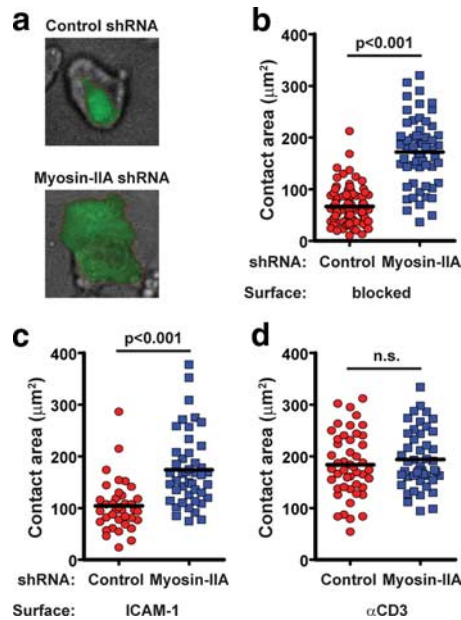 a
Control shRNA
Myosin-IIA shRNA
b
p<0.001
Contact area (μm²)
400
300
200
100
0
shRNA: Control Myosin-IIA
Surface: blocked
c
p<0.001
Contact area (μm²)
400
200
100
0
300
shRNA: Control Myosin-IIA
Surface: ICAM-1
d
n.s.
Contact area (μm²)
400
300
200
100
0
Control Myosin-IIA
αCD3